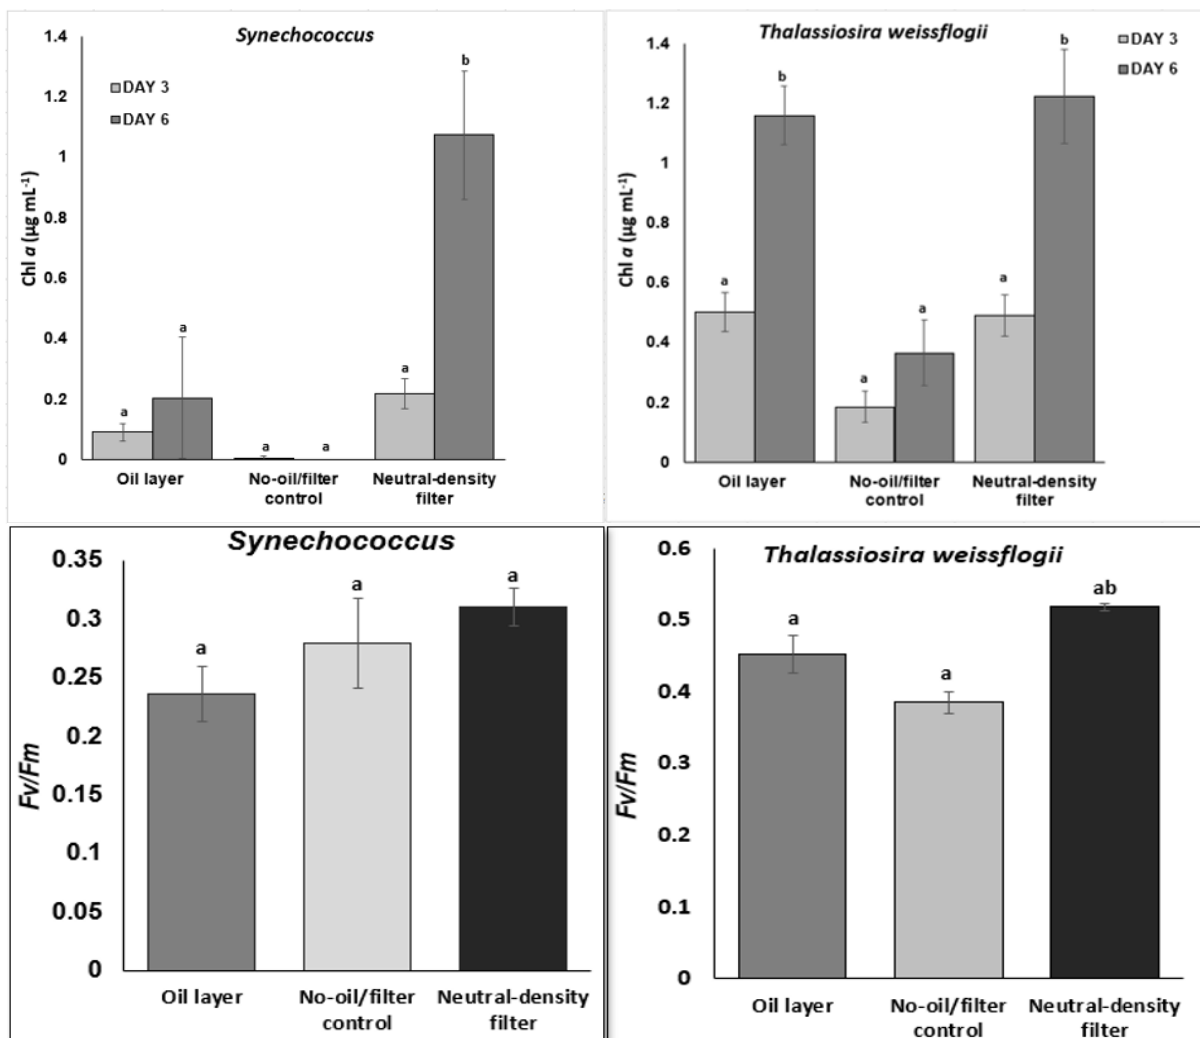 Synechococcus
1.4
1.2
1
0.8
0.6
0.4
0.2
0
Chl a (µg mL-1)
DAY 3
DAY 6
a
a
a
a
a
b
Oil layer
No-oil/filter
control
Neutral-density
filter
Thalassiosira weissflogii
1.4
1.2
1
0.8
0.6
0.4
0.2
0
Chl a (µg mL-1)
DAY 3
DAY 6
a
b
a
a
a
b
Oil layer
No-oil/filter
control
Neutral-density
filter
Synechococcus
0.35
0.3
0.25
0.2
0.15
0.1
0.05
0
Fv/Fm
a
a
a
Oil layer
No-oil/filter
control
Neutral-density
filter
Thalassiosira weissflogii
0.6
0.5
0.4
0.3
0.2
0.1
0
Fv/Fm
a
a
ab
Oil layer
No-oil/filter
control
Neutral-density
filter